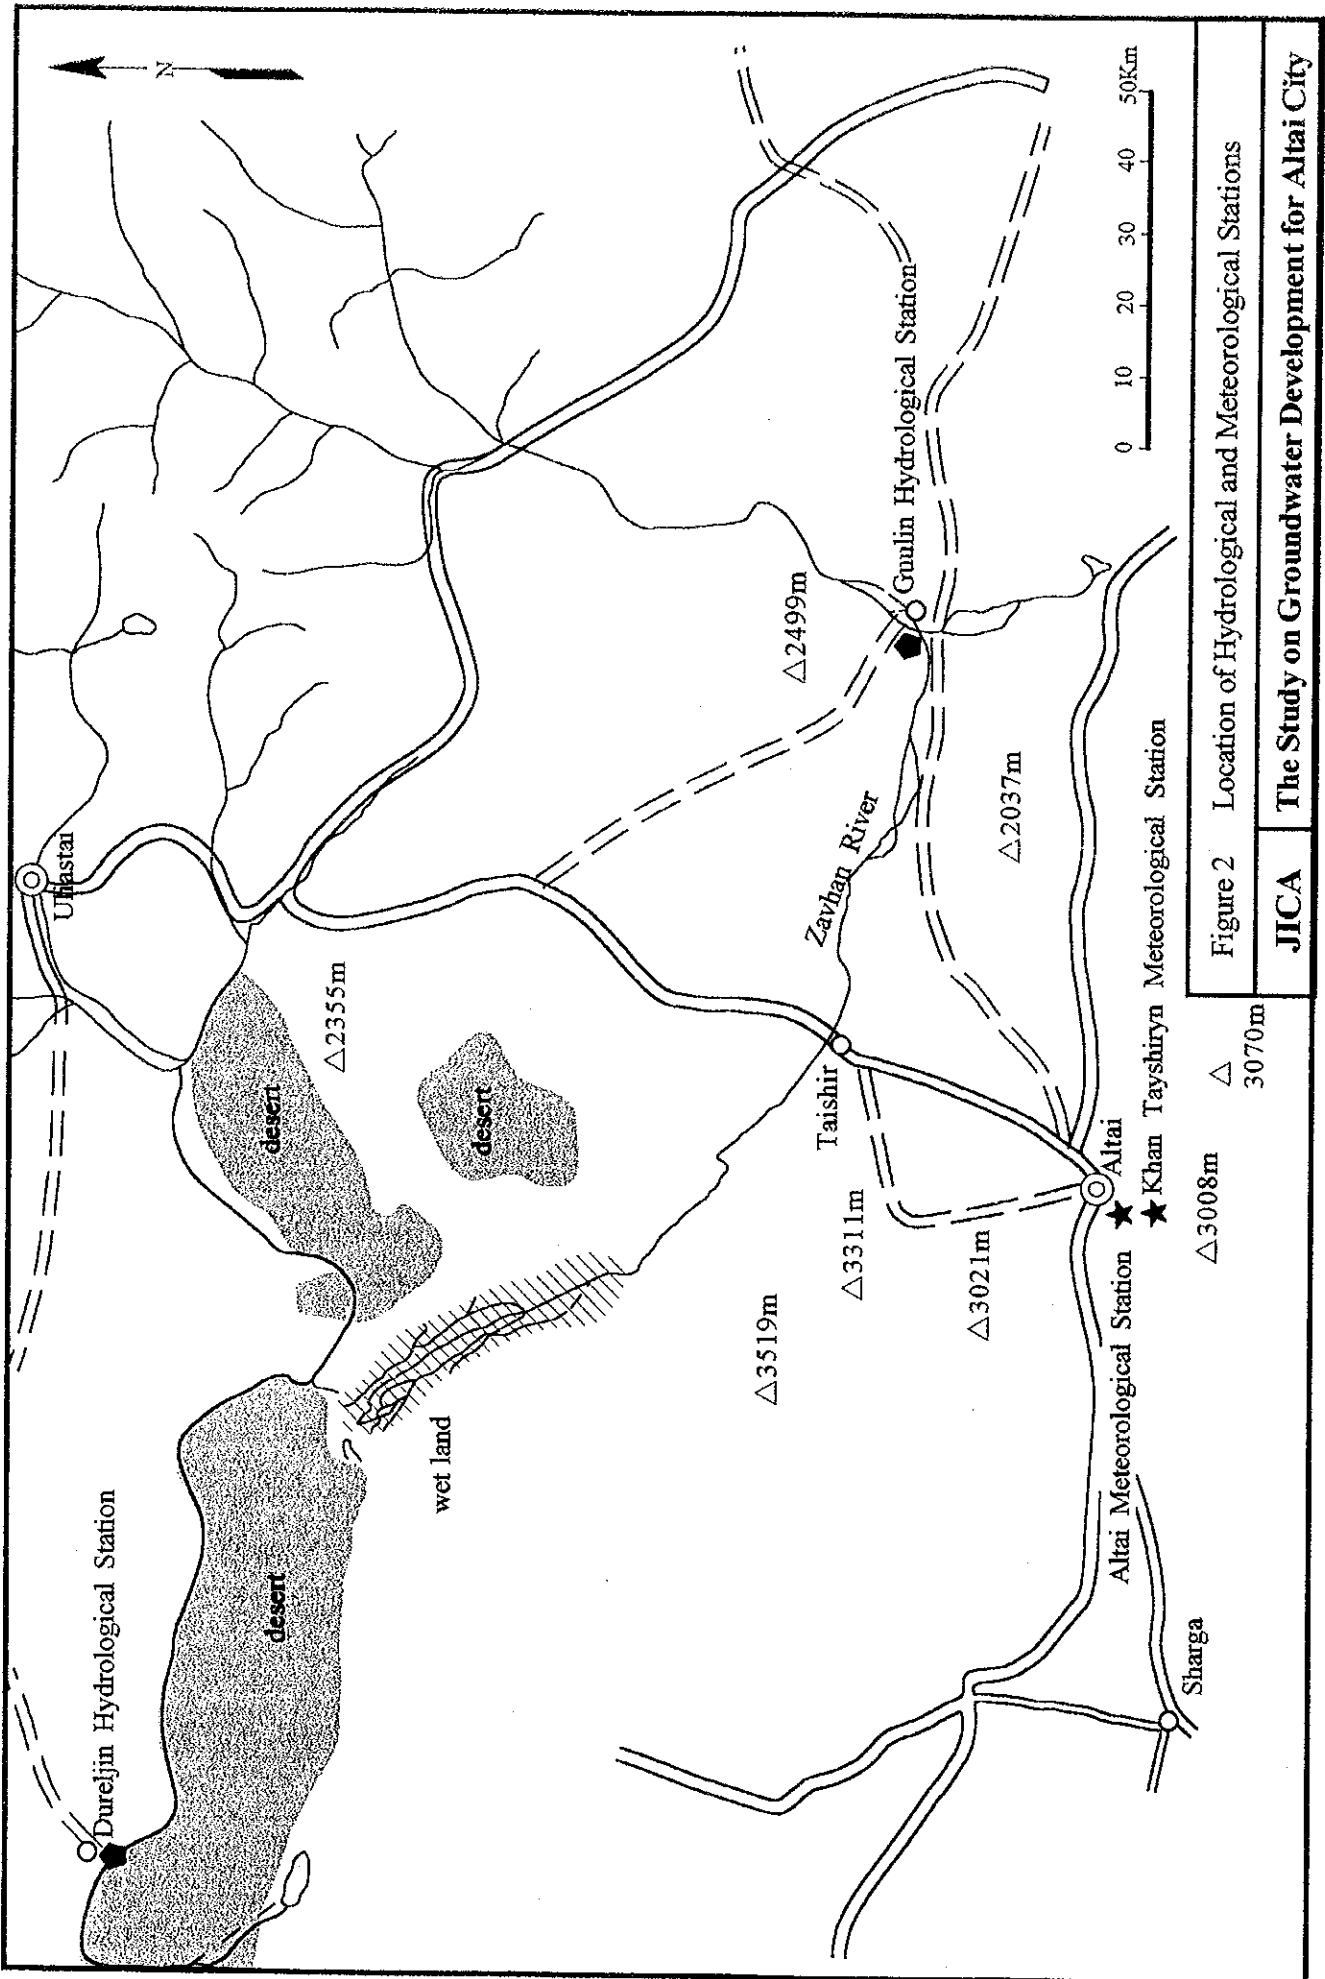 N
Uliastai
Dureljin Hydrological Station
desert
desert
desert
△2355m
wet land
△2499m
Guulin Hydrological Station
Zavhan River
△2037m
Taishir
△3519m
△3311m
△3021m
Altai
Altai Meteorological Station
Khan Tayshiryn Meteorological Station
△3008m
△
3070m
Sharga
0 10 20 30 40 50Km
Figure 2 Location of Hydrological and Meteorological Stations
JICA The Study on Groundwater Development for Altai City